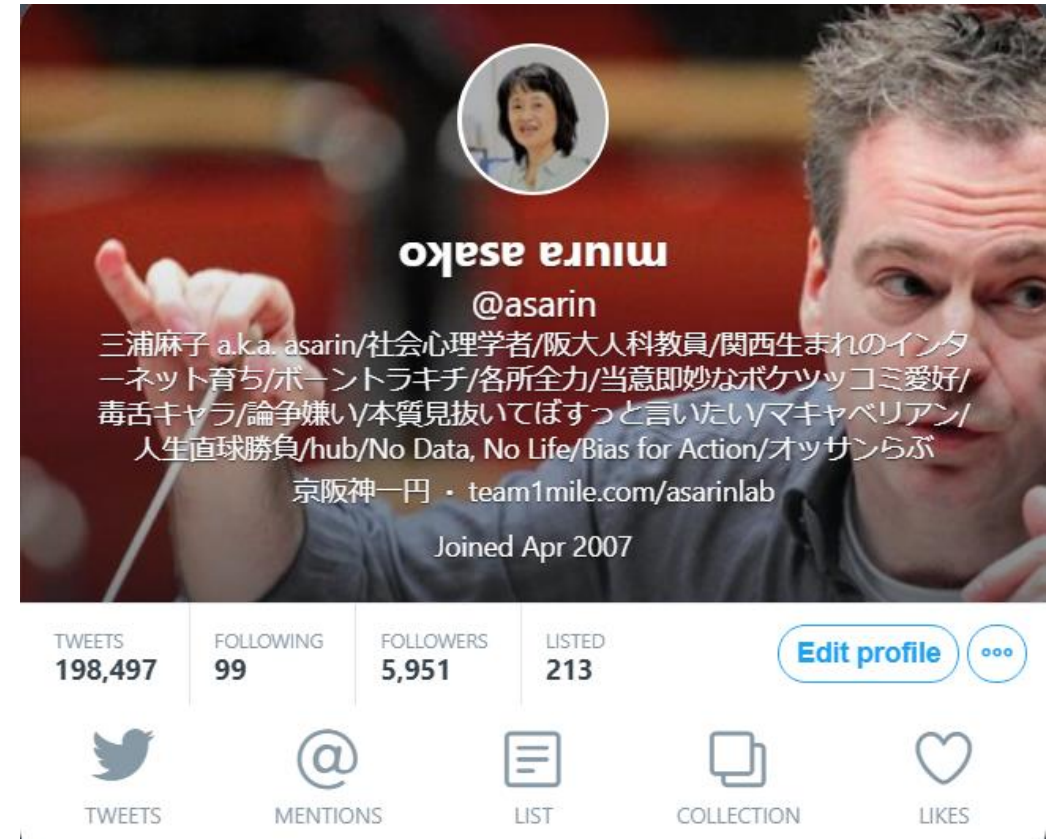 miura asako
@asarin
三浦麻子 a.k.a. asarin/社会心理学者/阪大人科教員/関西生まれのインタ
ーネット育ち/ボーントラキチ/各所全力/当意即妙なボケツッコミ愛好/
毒舌キャラ/論争嫌い/本質見抜いてぼすっと言いたい/マキャベリアン/
人生直球勝負/hub/No Data, No Life/Bias for Action/オッサンらぶ
京阪神一円 · team1mile.com/asarinlab
Joined Apr 2007
TWEETS FOLLOWING FOLLOWERS LISTED
198,497 99 5,951 213
Edit profile
TWEETS MENTIONS LIST COLLECTION LIKES